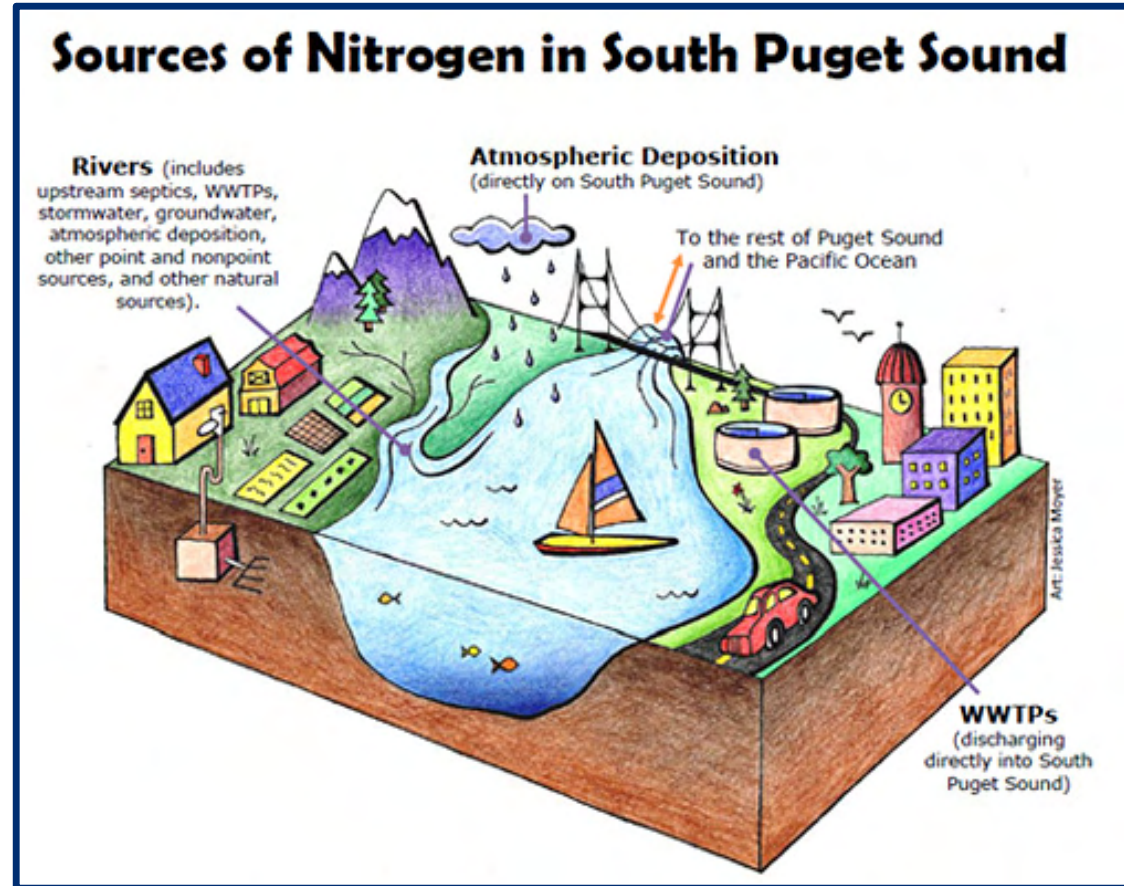 Sources of Nitrogen in South Puget Sound
Rivers (includes
upstream septics, WWTPs,
stormwater, groundwater,
atmospheric deposition,
other point and nonpoint
sources, and other natural
sources).
Atmospheric Deposition
(directly on South Puget Sound)
To the rest of Puget Sound
and the Pacific Ocean
WWTPs
(discharging
directly into South
Puget Sound)
Art: Jessica Moyer